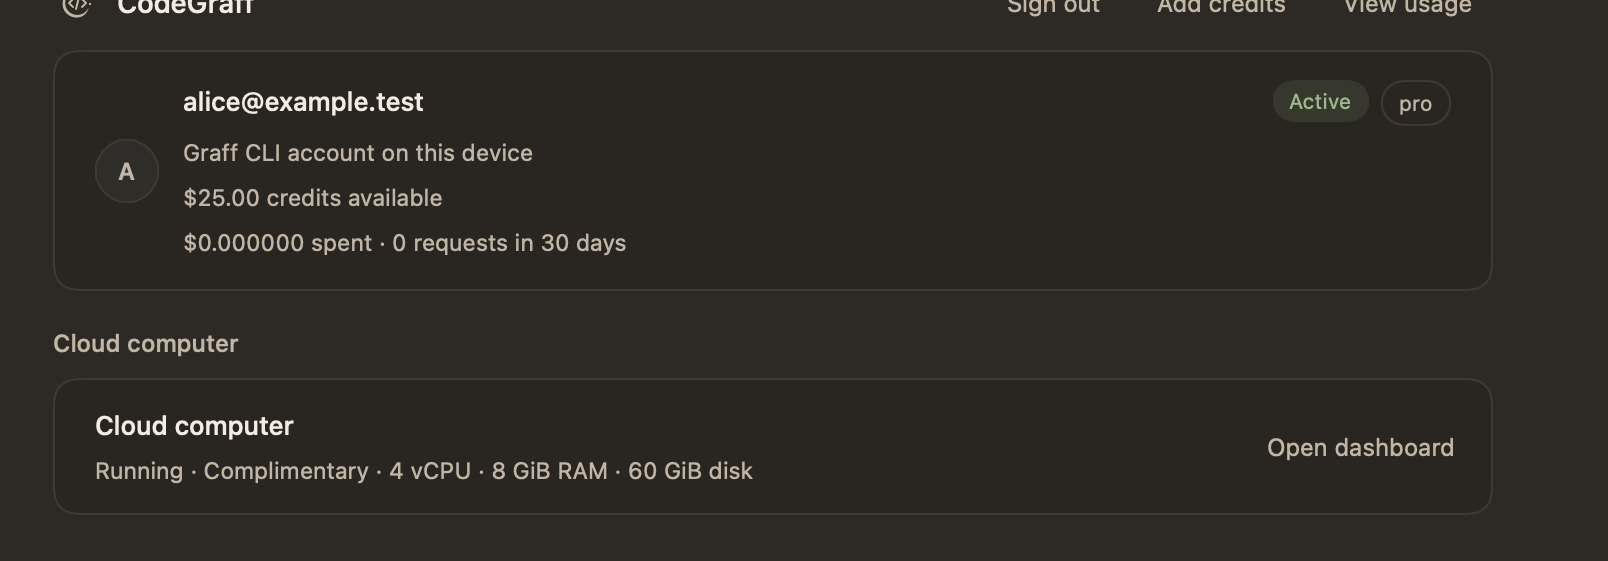 CodeGraff
Sign out Add credits View usage
alice@example.test
Active pro
A
Graff CLI account on this device
$25.00 credits available
$0.000000 spent · 0 requests in 30 days
Cloud computer
Cloud computer
Running · Complimentary · 4 vCPU · 8 GiB RAM · 60 GiB disk
Open dashboard